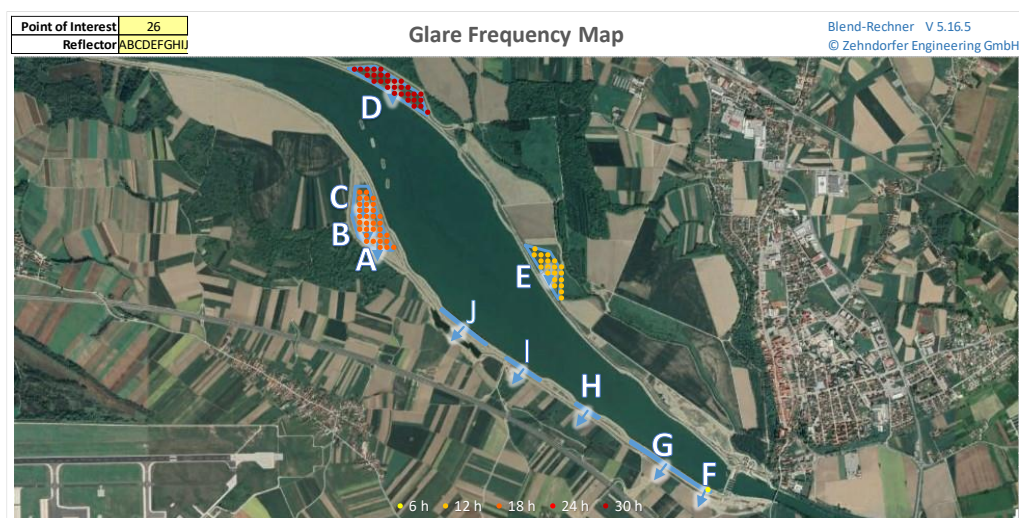 Point of Interest 26
Reflector ABCDEFGHIJ
Glare Frequency Map
Blend-Rechner V 5.16.5
© Zehndorfer Engineering GmbH
D
C
B
A
E
J
I
H
G
F
6 h 12 h 18 h 24 h 30 h